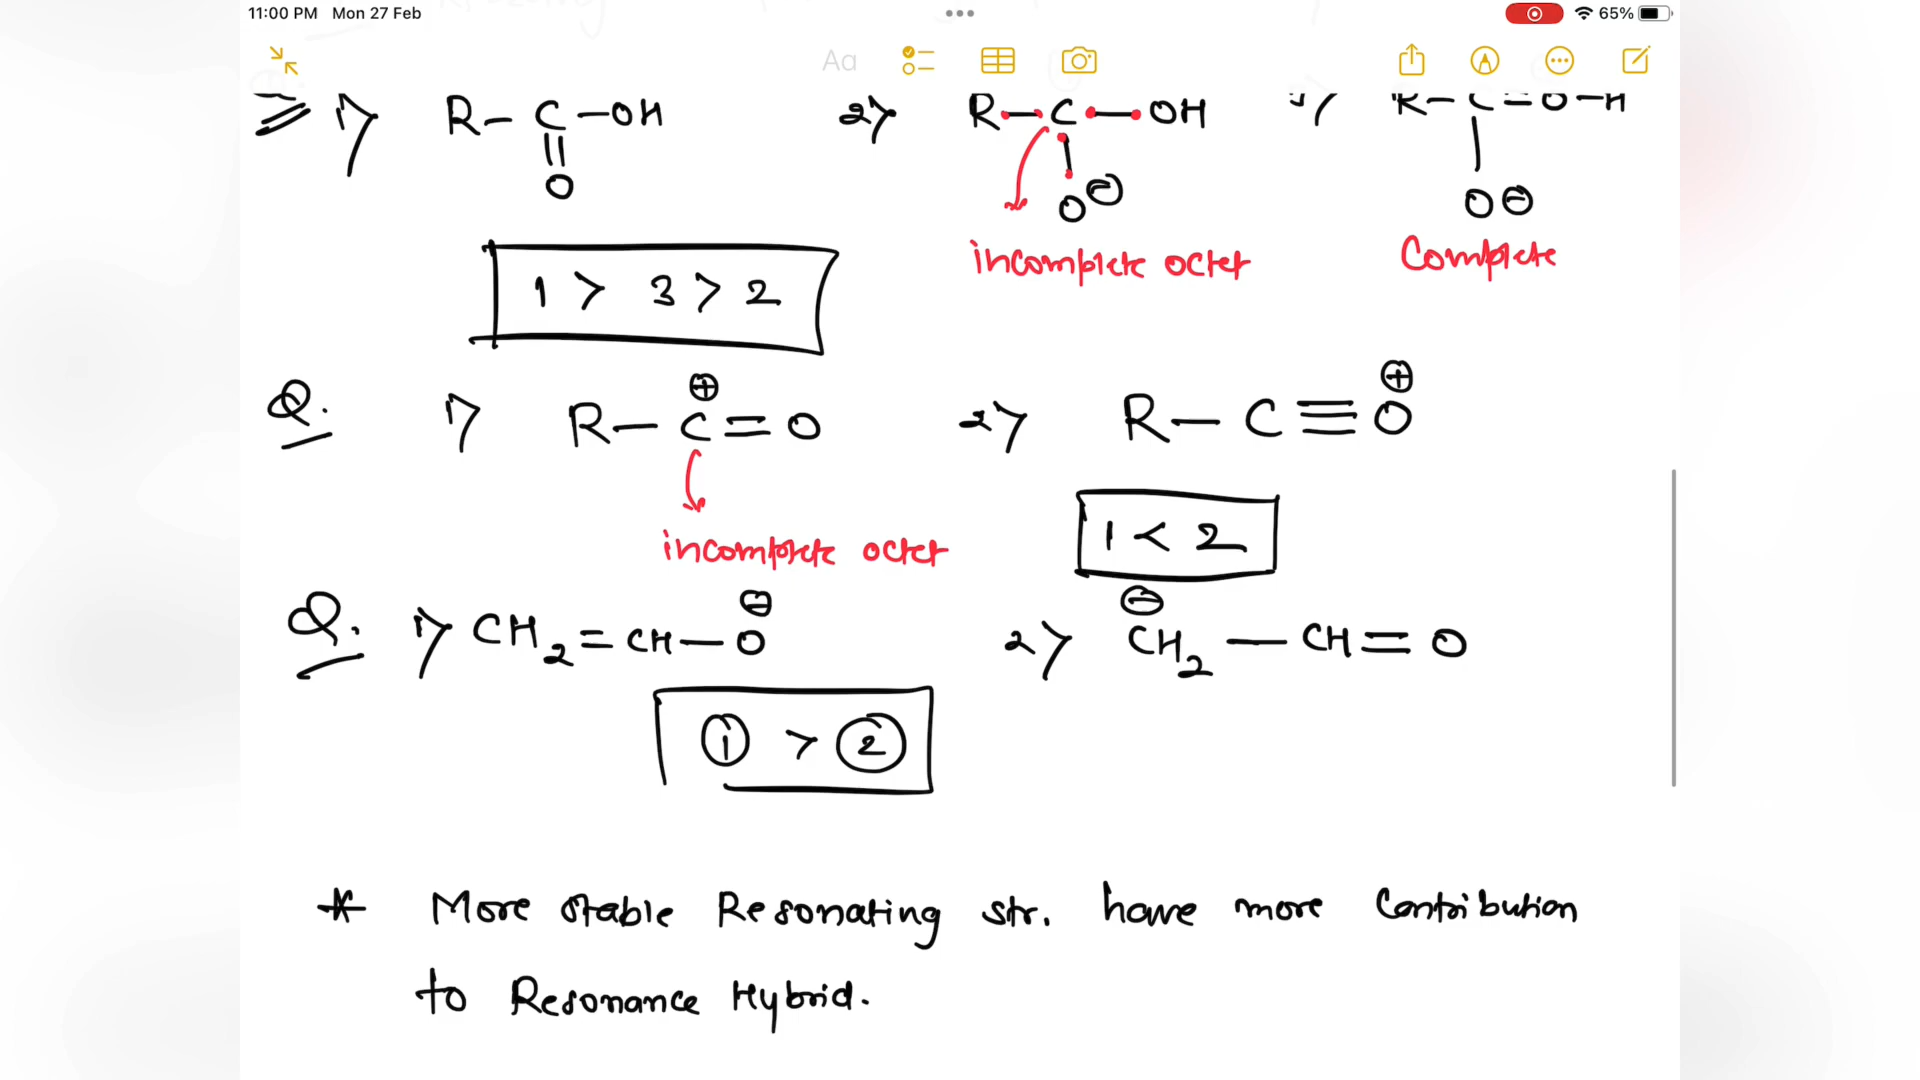 11:00 PM Mon 27 Feb
65%
Aa
1> R–C–OH 2> R–C–OH R–C=O–H
|| | |
O O⊖ O⊖
incomplete octet Complete
1 > 3 > 2
Q. 1> R–C⊕=O 2> R–C≡O⊕
incomplete octet
1 < 2
Q. 1> CH₂=CH–O⊖ 2> ⊖CH₂–CH=O
① > ②
* More stable Resonating str. have more Contribution
to Resonance Hybrid.